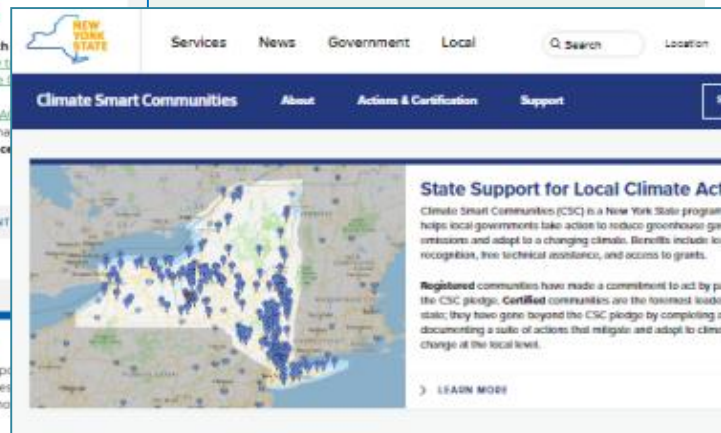 NEW
YORK
STATE
Services News Government Local Search Location
Climate Smart Communities About Actions & Certification Support
State Support for Local Climate Act
Climate Smart Communities (CSC) is a New York State program
helps local governments take action to reduce greenhouse gas
emissions and adapt to a changing climate. Benefits include
recognition, free technical assistance, and access to grants.
Registered communities have made a commitment to act by
the CSC pledge. Certified communities are the foremost
state; they have gone beyond the CSC pledge by completing
documenting a suite of actions that mitigate and adapt to
change at the local level.
LEARN MORE